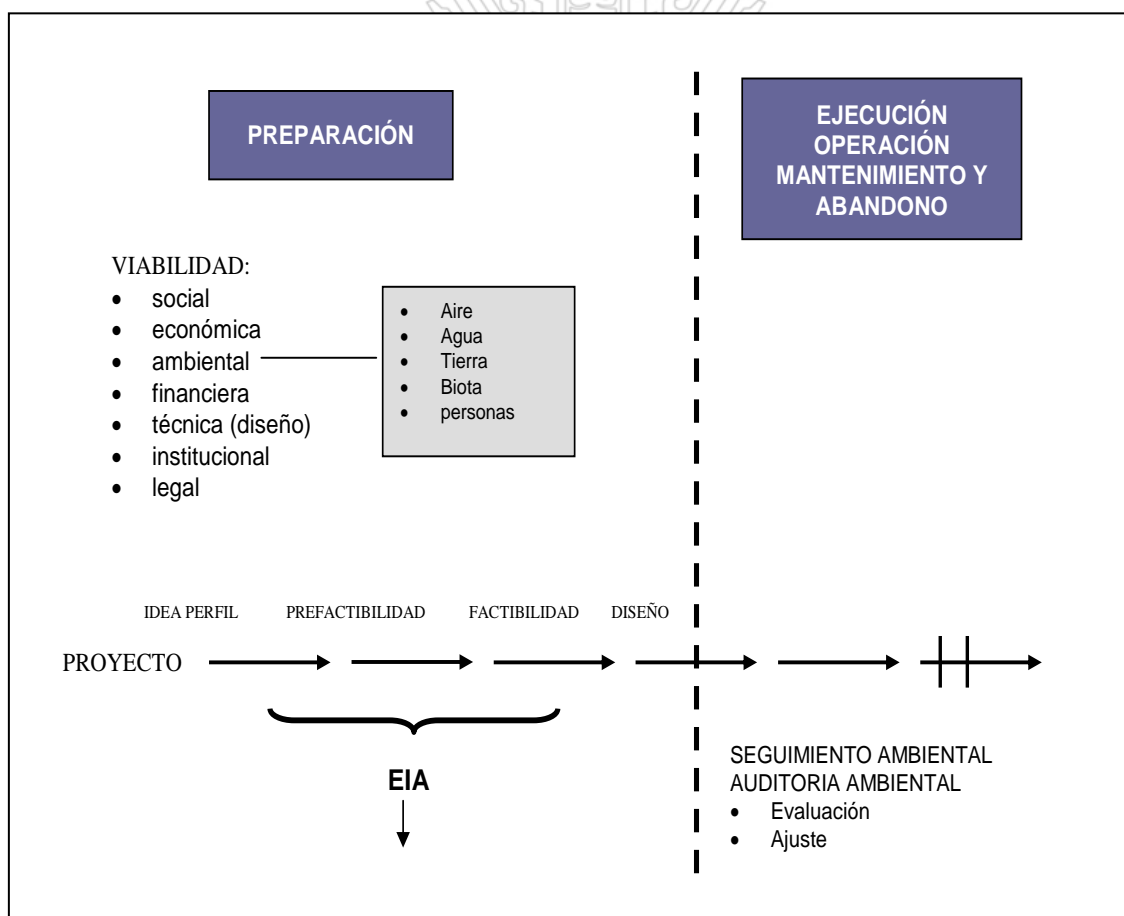 PREPARACIÓN
EJECUCIÓN
OPERACIÓN
MANTENIMIENTO Y
ABANDONO
VIABILIDAD:
• social
• económica
• ambiental
• financiera
• técnica (diseño)
• institucional
• legal
• Aire
• Agua
• Tierra
• Biota
• personas
IDEA PERFIL
PREFACTIBILIDAD
FACTIBILIDAD
DISEÑO
PROYECTO
EIA
SEGUIMIENTO AMBIENTAL
AUDITORIA AMBIENTAL
• Evaluación
• Ajuste